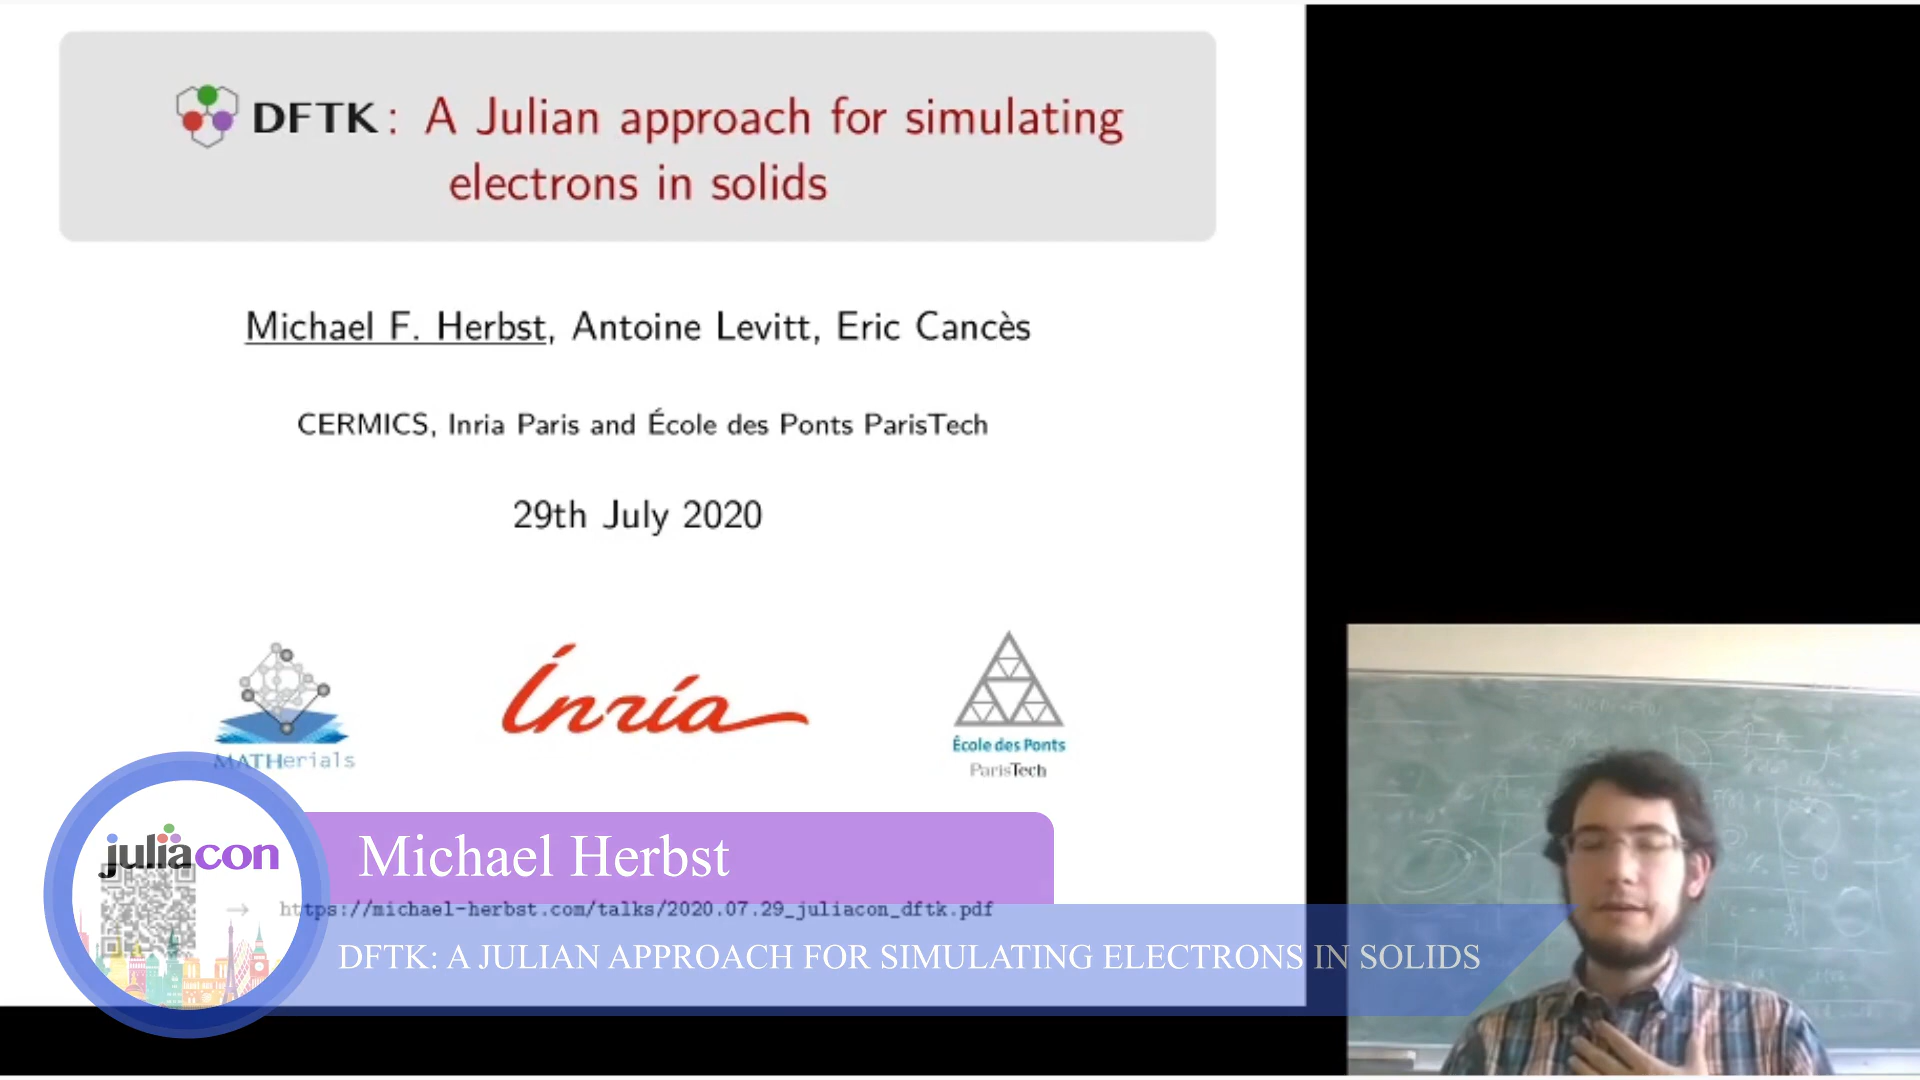 DFTK: A Julian approach for simulating
electrons in solids
Michael F. Herbst, Antoine Levitt, Eric Cancès
CERMICS, Inria Paris and École des Ponts ParisTech
29th July 2020
MATHerials
Inria
École des Ponts
ParisTech
juliacon
Michael Herbst
→ https://michael-herbst.com/talks/2020.07.29_juliacon_dftk.pdf
DFTK: A JULIAN APPROACH FOR SIMULATING ELECTRONS IN SOLIDS